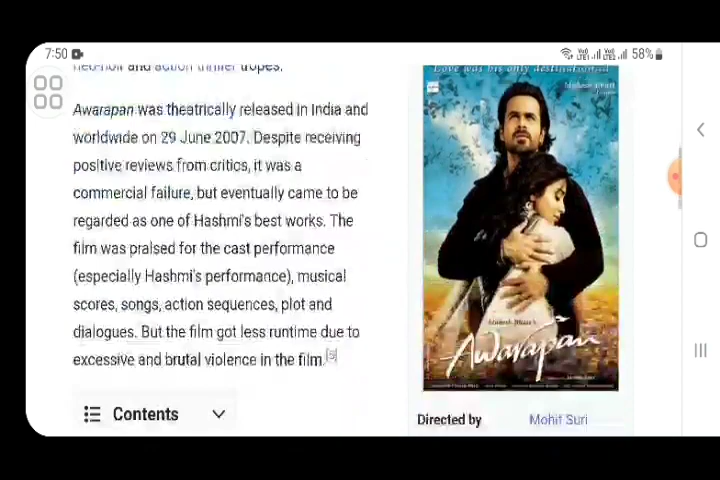 7:50
58%
neo-noir and action thriller tropes.
Awarapan was theatrically released in India and
worldwide on 29 June 2007. Despite receiving
positive reviews from critics, it was a
commercial failure, but eventually came to be
regarded as one of Hashmi's best works. The
film was praised for the cast performance
(especially Hashmi's performance), musical
scores, songs, action sequences, plot and
dialogues. But the film got less runtime due to
excessive and brutal violence in the film.
Contents
Love was his only destination
Mukesh Bhatt
Awarapan
Directed by Mohit Suri